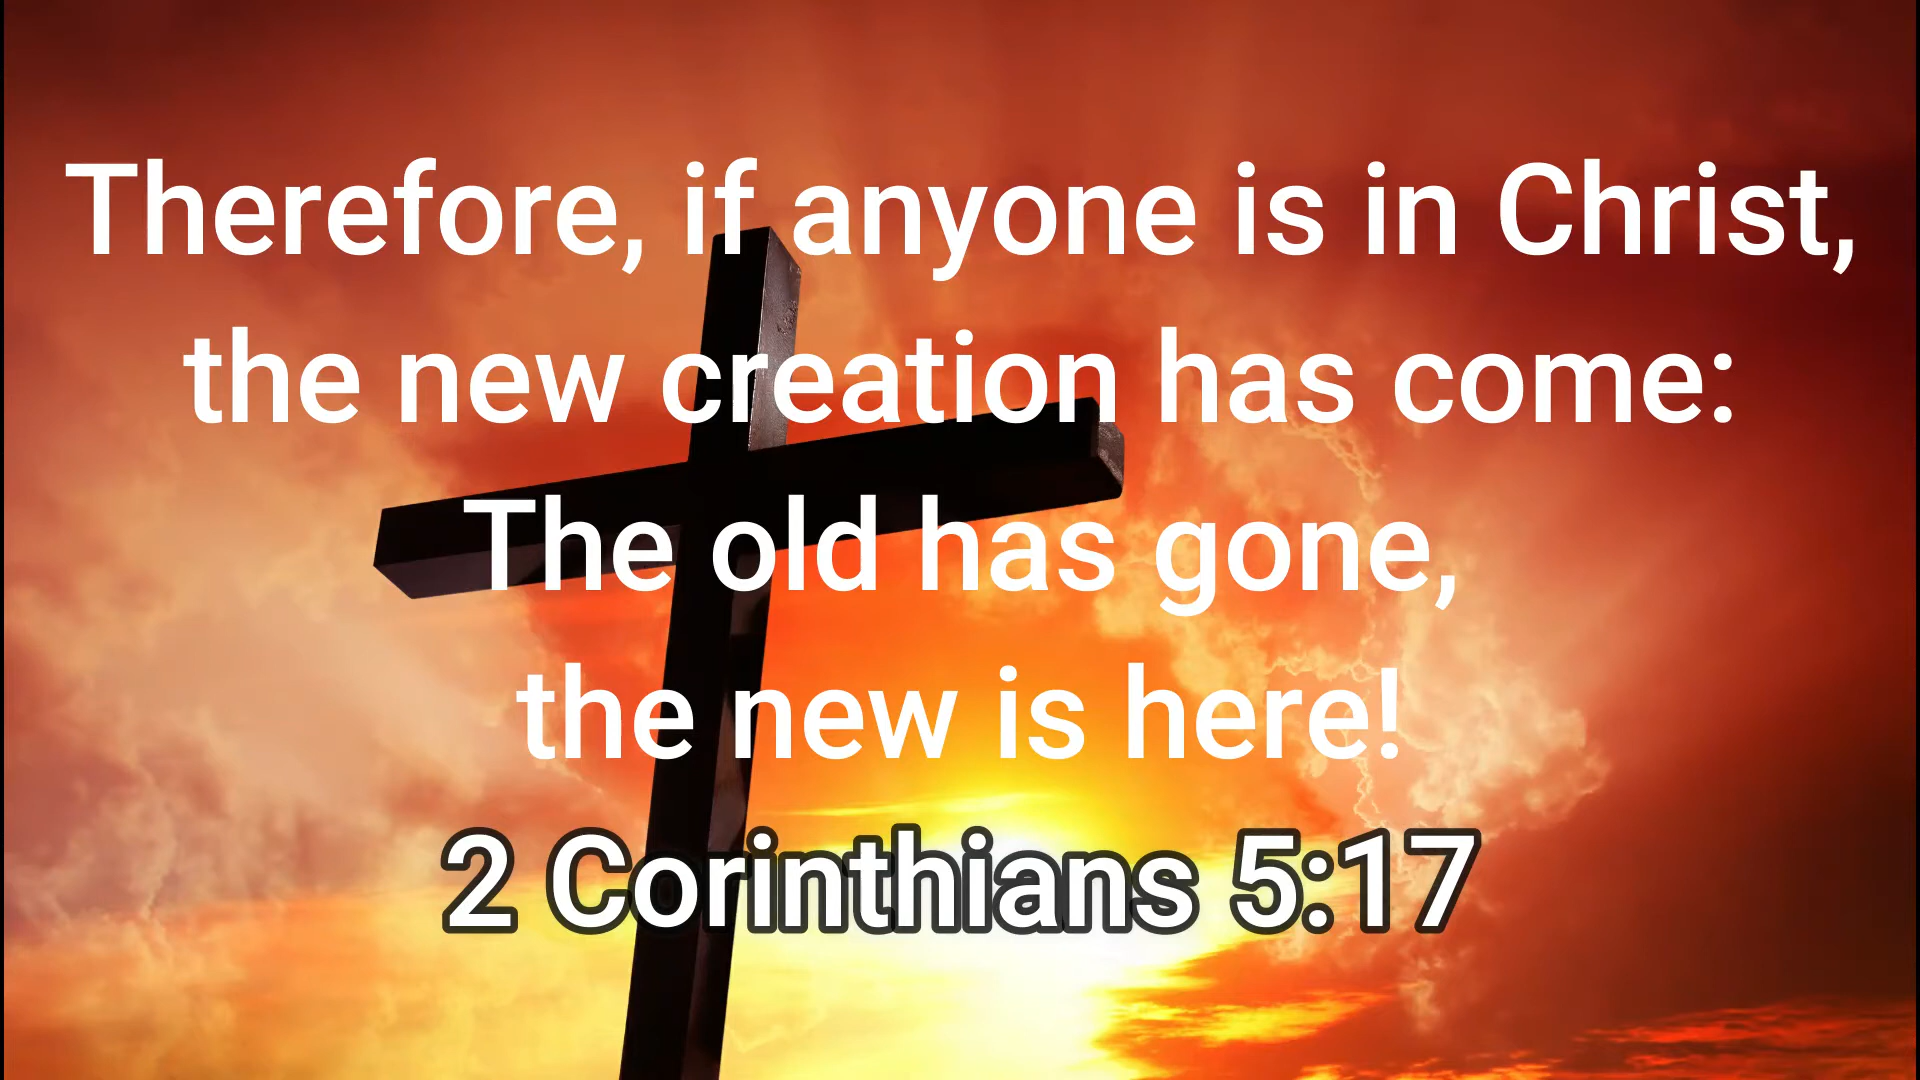 Therefore, if anyone is in Christ,
the new creation has come:
The old has gone,
the new is here!
2 Corinthians 5:17